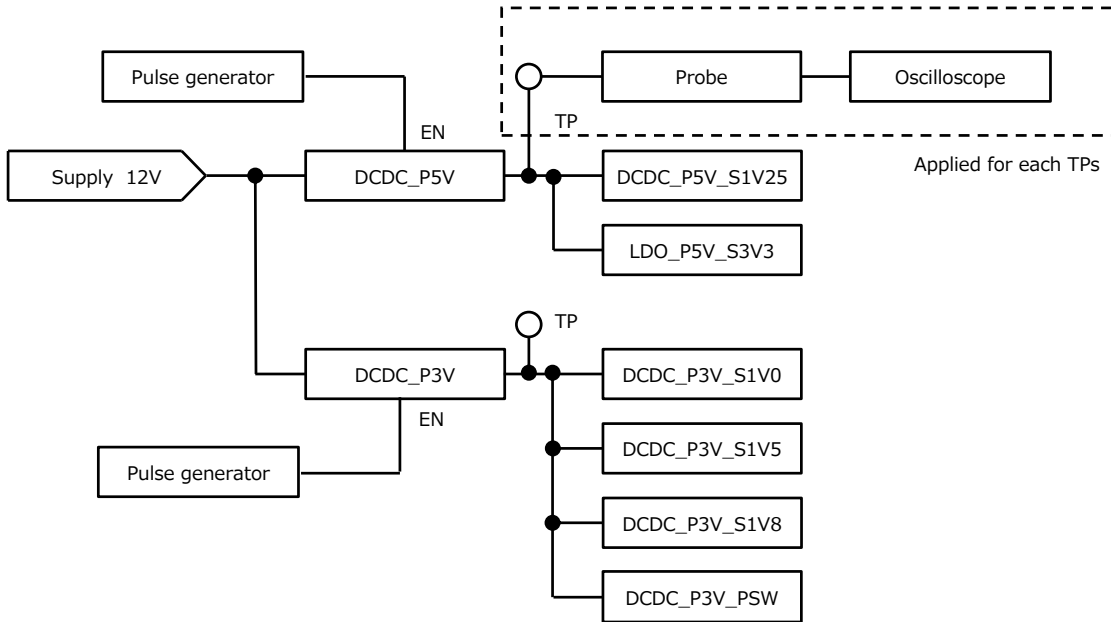 Pulse generator
Probe
Oscilloscope
EN
TP
Supply 12V
DCDC_P5V
DCDC_P5V_S1V25
Applied for each TPs
LDO_P5V_S3V3
TP
DCDC_P3V
DCDC_P3V_S1V0
EN
DCDC_P3V_S1V5
Pulse generator
DCDC_P3V_S1V8
DCDC_P3V_PSW